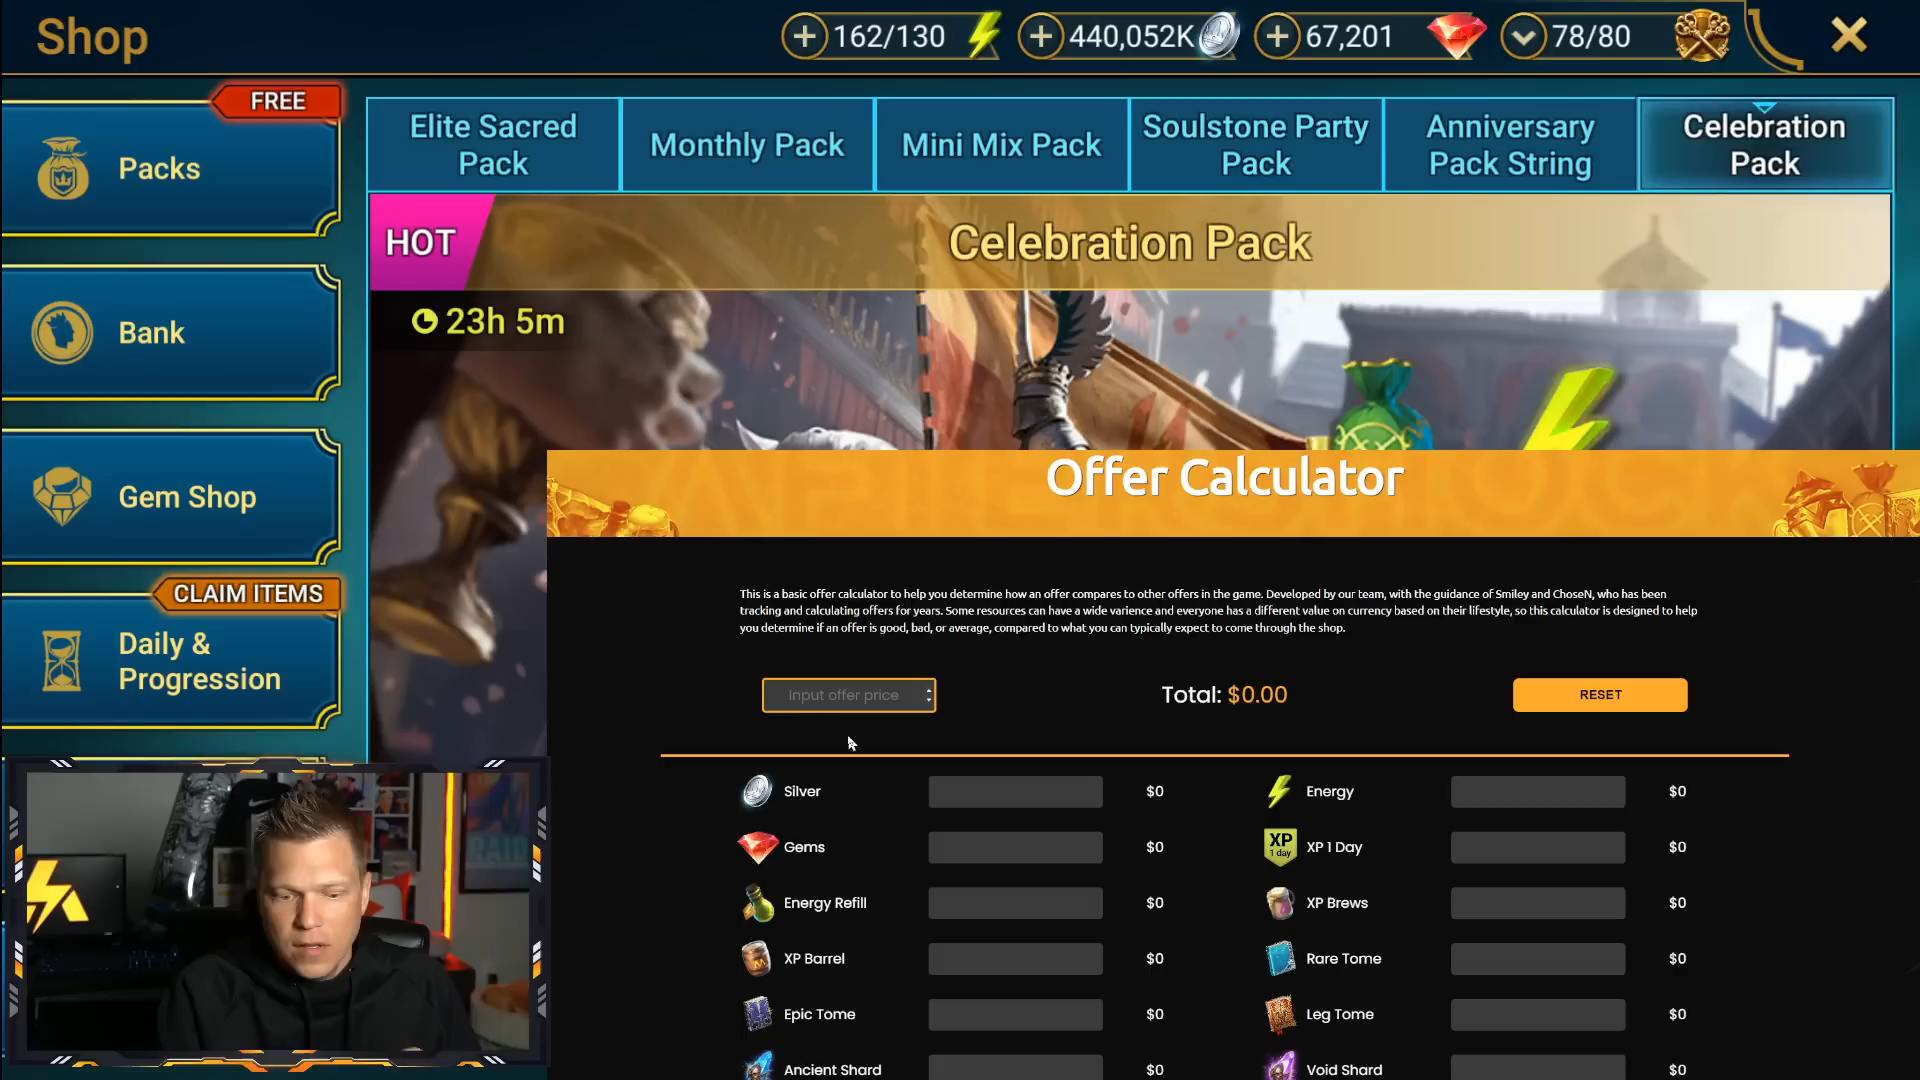 Shop
162/130
440,052K
67,201
78/80
FREE
Packs
Bank
Gem Shop
CLAIM ITEMS
Daily &
Progression
Elite Sacred
Pack
Monthly Pack
Mini Mix Pack
Soulstone Party
Pack
Anniversary
Pack String
Celebration
Pack
HOT
Celebration Pack
23h 5m
Offer Calculator
This is a basic offer calculator to help you determine how an offer compares to other offers in the game. Developed by our team, with the guidance of Smiley and ChoseN, who has been
tracking and calculating offers for years. Some resources can have a wide varience and everyone has a different value on currency based on their lifestyle, so this calculator is designed to help
you determine if an offer is good, bad, or average, compared to what you can typically expect to come through the shop.
Input offer price
Total: $0.00
RESET
Silver $0
Energy $0
Gems $0
XP 1 day
XP 1 Day $0
Energy Refill $0
XP Brews $0
XP Barrel $0
Rare Tome $0
Epic Tome $0
Leg Tome $0
Ancient Shard $0
Void Shard $0